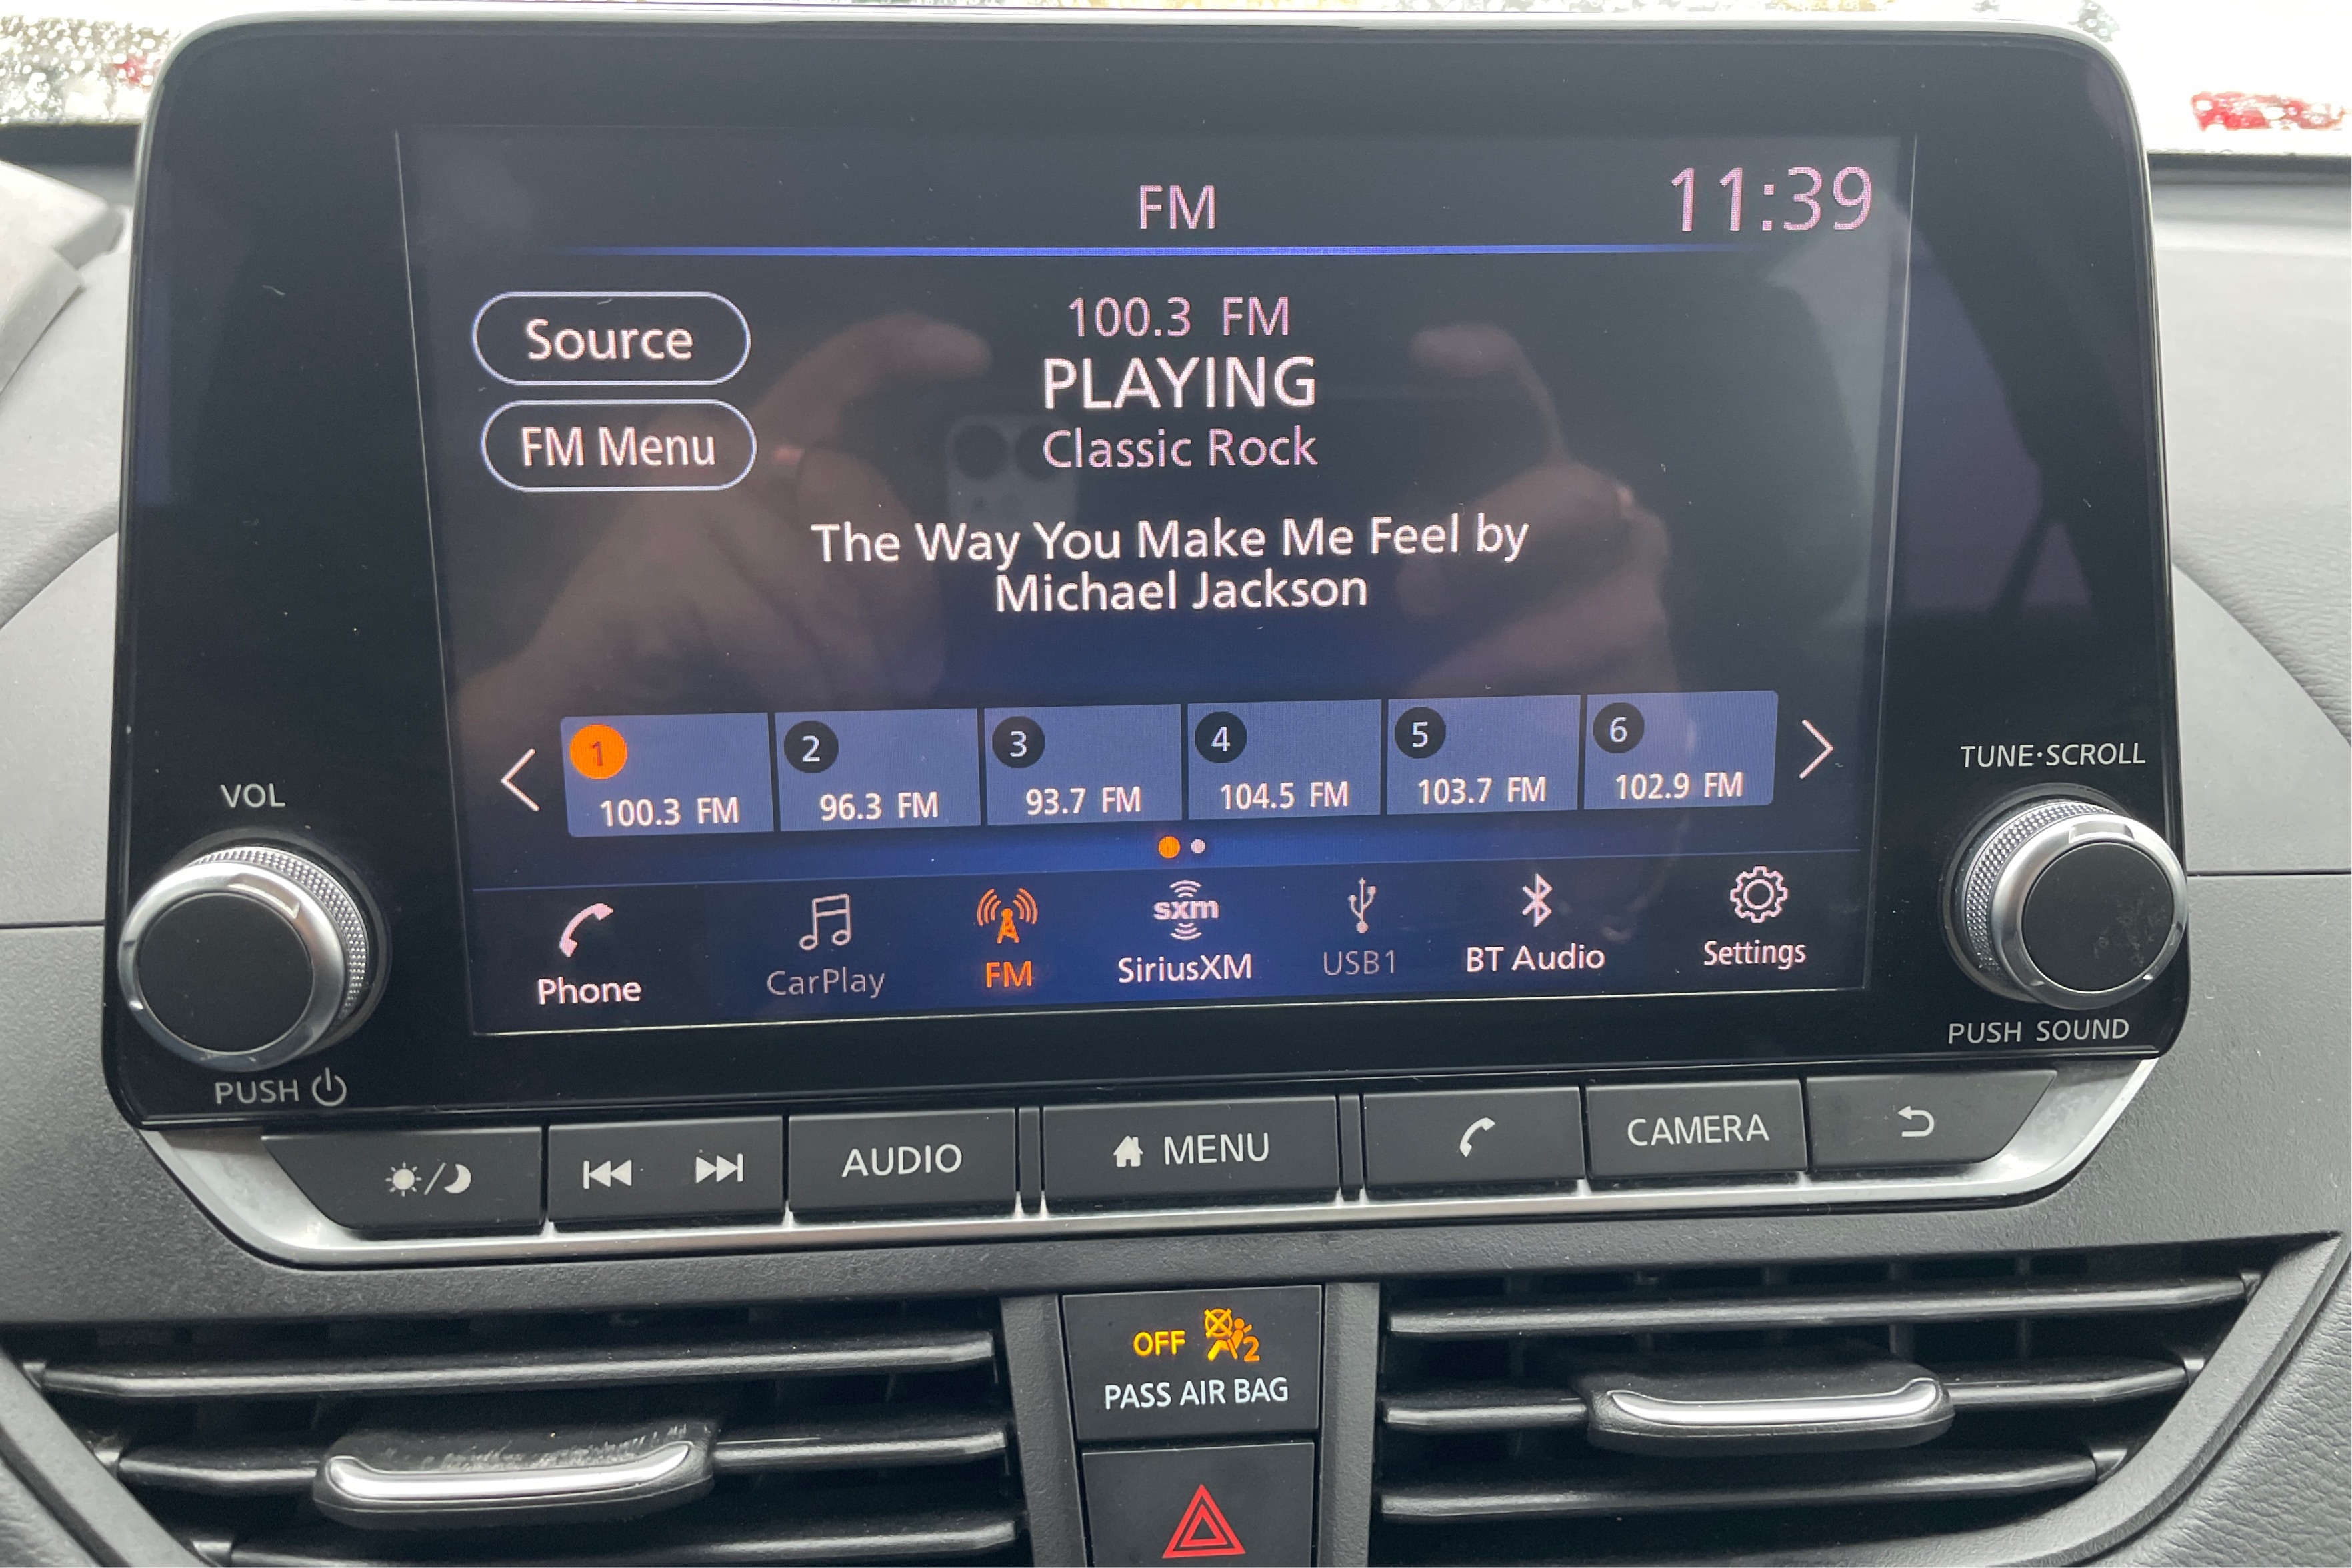 FM
11:39
Source
FM Menu
100.3 FM
PLAYING
Classic Rock
The Way You Make Me Feel by
Michael Jackson
1
100.3 FM
2
96.3 FM
3
93.7 FM
4
104.5 FM
5
103.7 FM
6
102.9 FM
VOL
TUNE·SCROLL
Phone
CarPlay
FM
sxm
SiriusXM
USB1
BT Audio
Settings
PUSH
PUSH SOUND
AUDIO
MENU
CAMERA
OFF 2
PASS AIR BAG